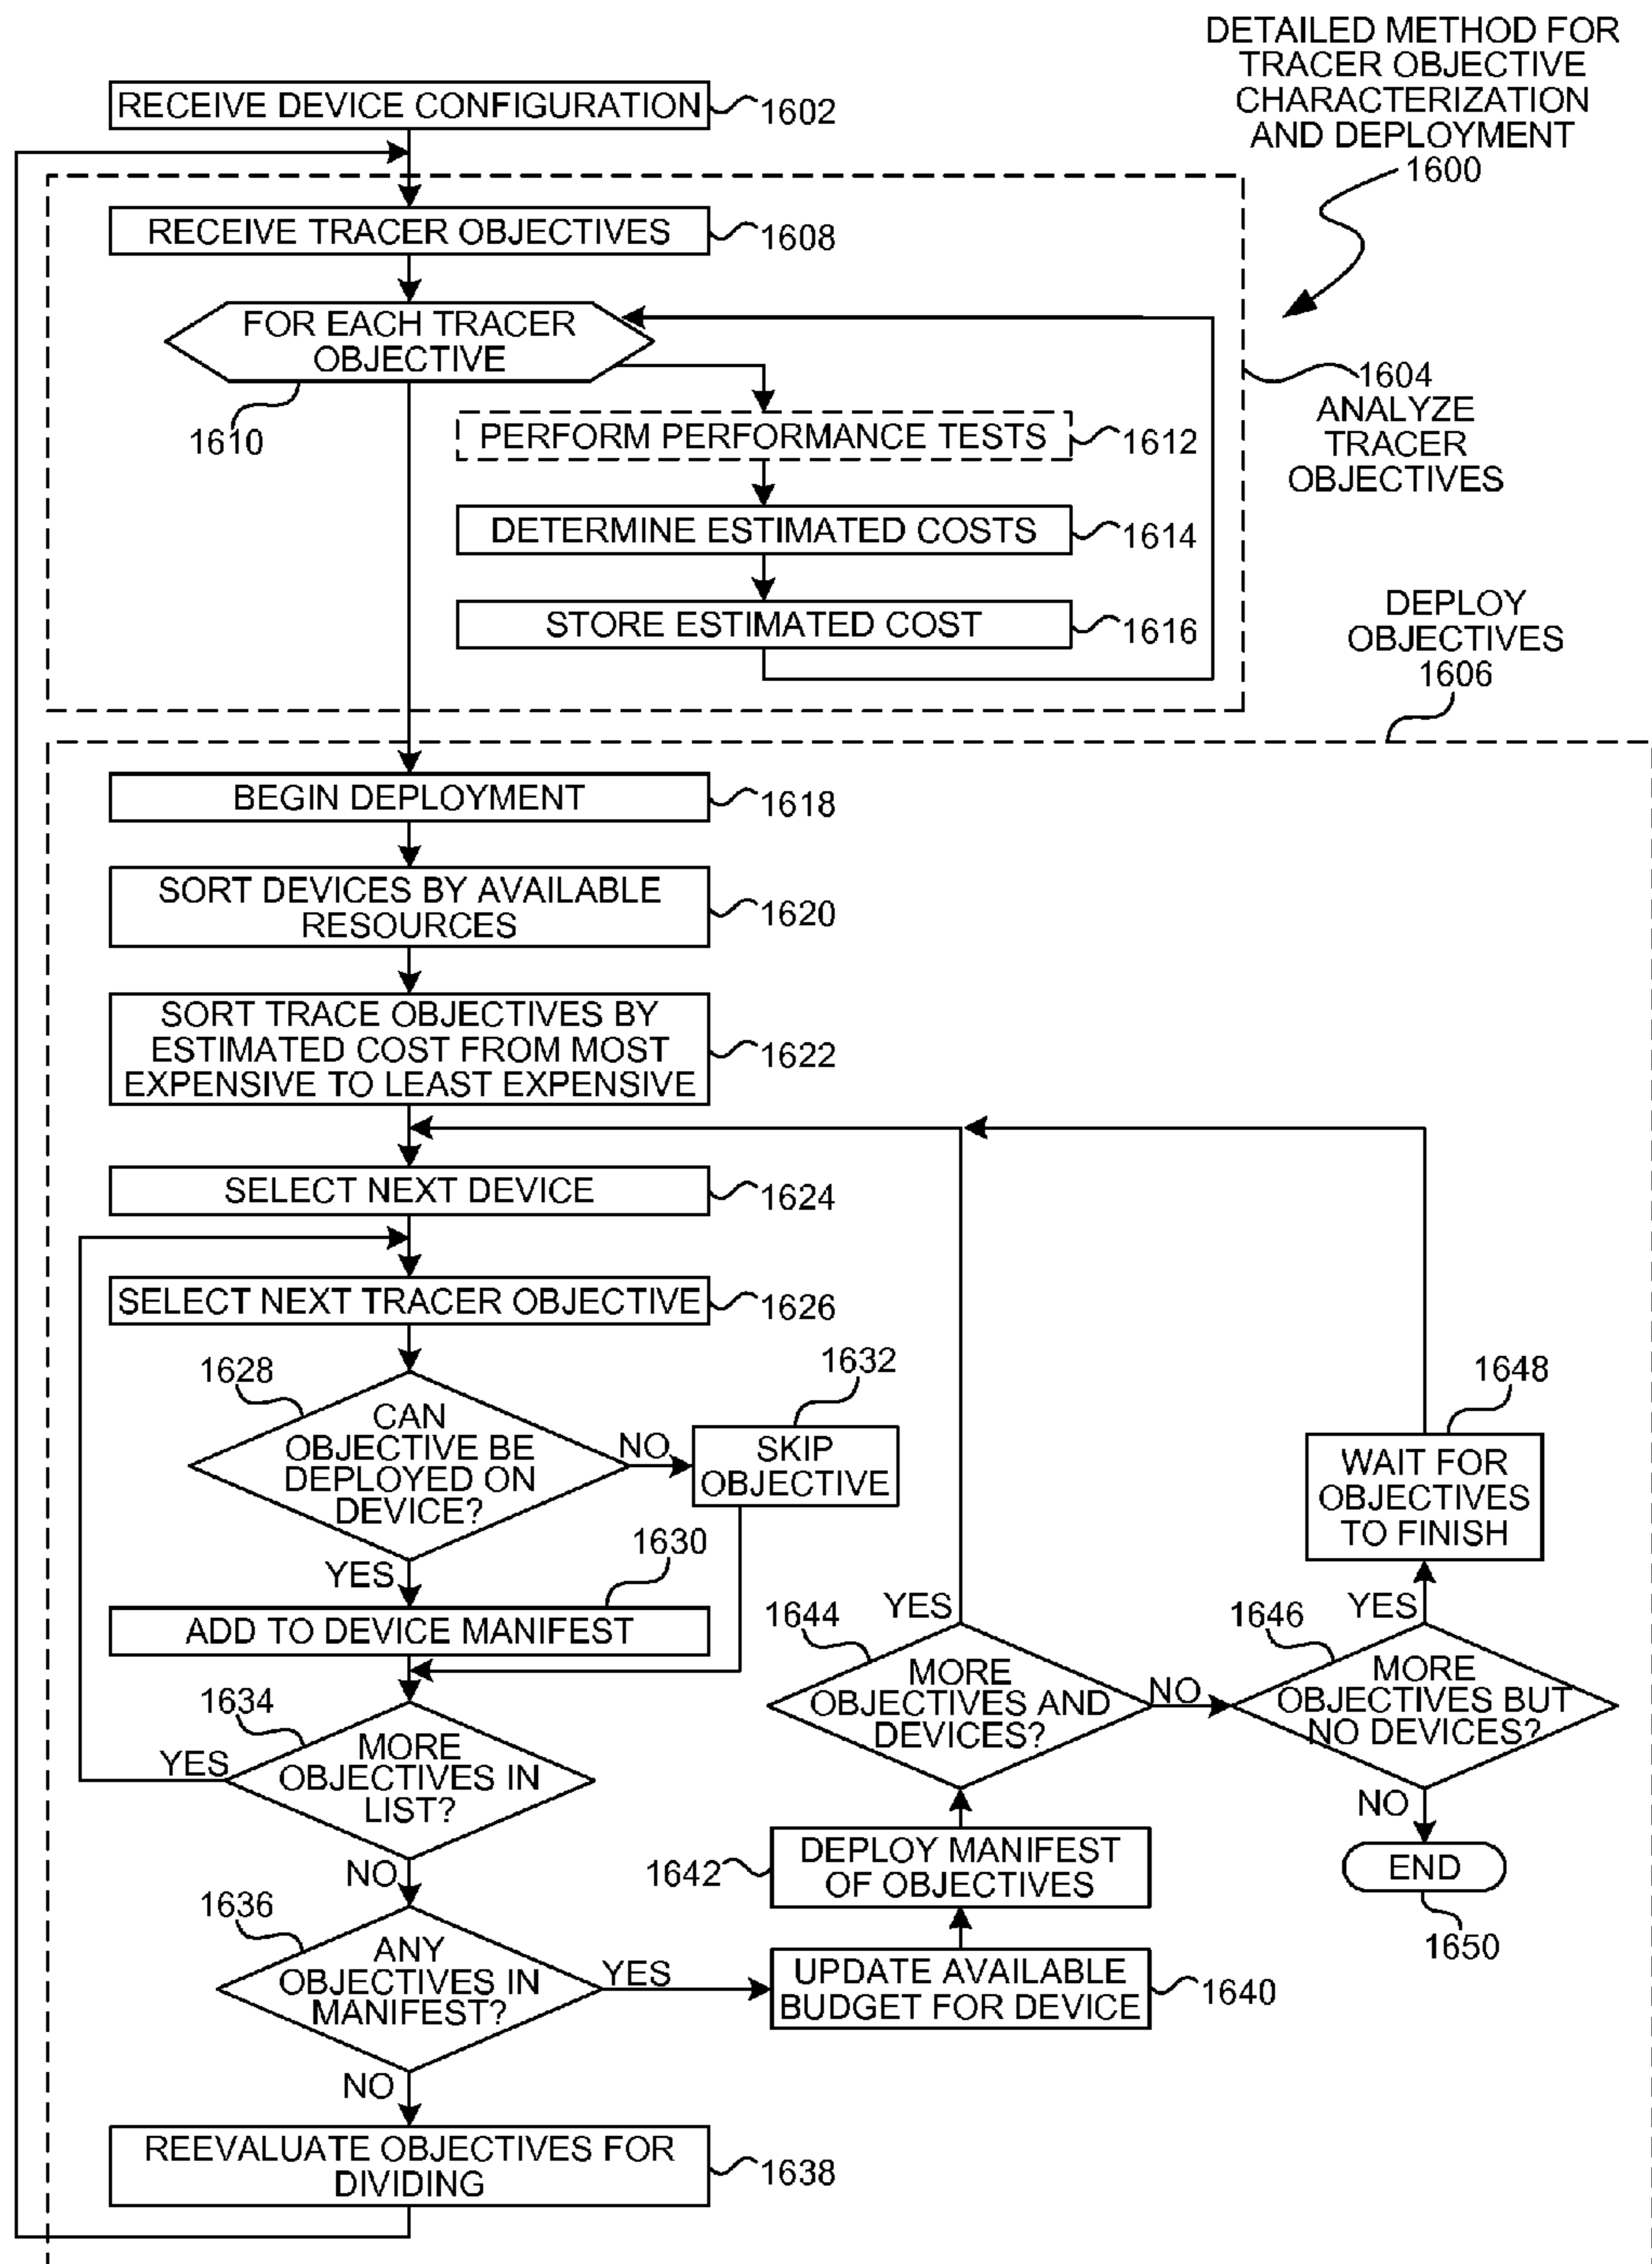 DETAILED METHOD FOR
TRACER OBJECTIVE
CHARACTERIZATION
AND DEPLOYMENT
1600
RECEIVE DEVICE CONFIGURATION
1602
RECEIVE TRACER OBJECTIVES
1608
FOR EACH TRACER
OBJECTIVE
1610
1604
ANALYZE
TRACER
OBJECTIVES
PERFORM PERFORMANCE TESTS
1612
DETERMINE ESTIMATED COSTS
1614
STORE ESTIMATED COST
1616
DEPLOY
OBJECTIVES
1606
BEGIN DEPLOYMENT
1618
SORT DEVICES BY AVAILABLE
RESOURCES
1620
SORT TRACE OBJECTIVES BY
ESTIMATED COST FROM MOST
EXPENSIVE TO LEAST EXPENSIVE
1622
SELECT NEXT DEVICE
1624
SELECT NEXT TRACER OBJECTIVE
1626
1628
CAN
OBJECTIVE BE
DEPLOYED ON
DEVICE?
NO
1632
SKIP
OBJECTIVE
YES
1630
ADD TO DEVICE MANIFEST
1634
MORE
OBJECTIVES IN
LIST?
YES
NO
1636
ANY
OBJECTIVES IN
MANIFEST?
YES
NO
REEVALUATE OBJECTIVES FOR
DIVIDING
1638
UPDATE AVAILABLE
BUDGET FOR DEVICE
1640
DEPLOY MANIFEST
OF OBJECTIVES
1642
1644
MORE
OBJECTIVES AND
DEVICES?
YES
NO
1646
MORE
OBJECTIVES BUT
NO DEVICES?
YES
1648
WAIT FOR
OBJECTIVES
TO FINISH
NO
END
1650